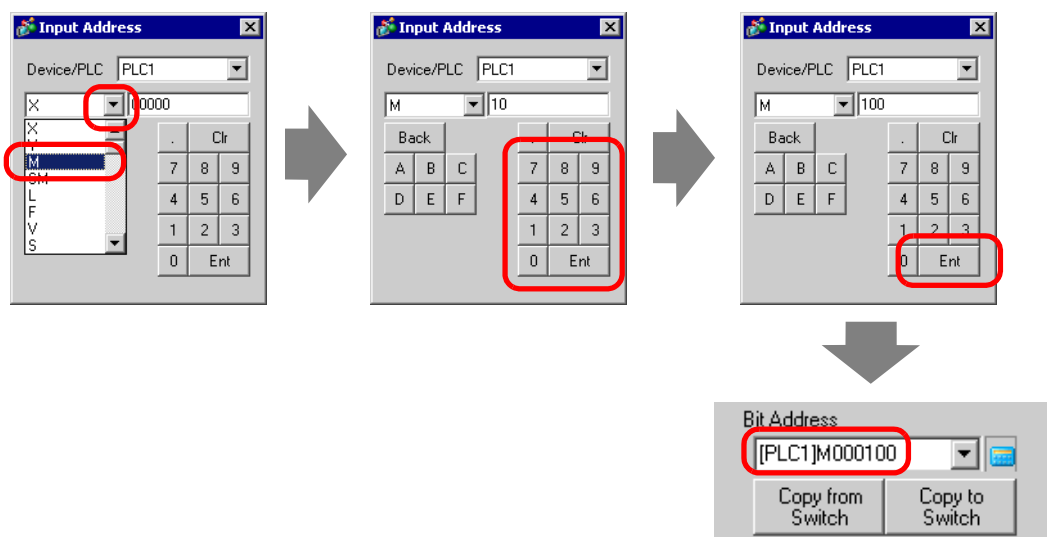 Input Address
Device/PLC PLC1
X 00000
X
Y
M
SM
L
F
V
S
. Clr
7 8 9
4 5 6
1 2 3
0 Ent
Input Address
Device/PLC PLC1
M 10
Back . Clr
A B C 7 8 9
D E F 4 5 6
1 2 3
0 Ent
Input Address
Device/PLC PLC1
M 100
Back . Clr
A B C 7 8 9
D E F 4 5 6
1 2 3
0 Ent
Bit Address
[PLC1]M000100
Copy from Switch
Copy to Switch